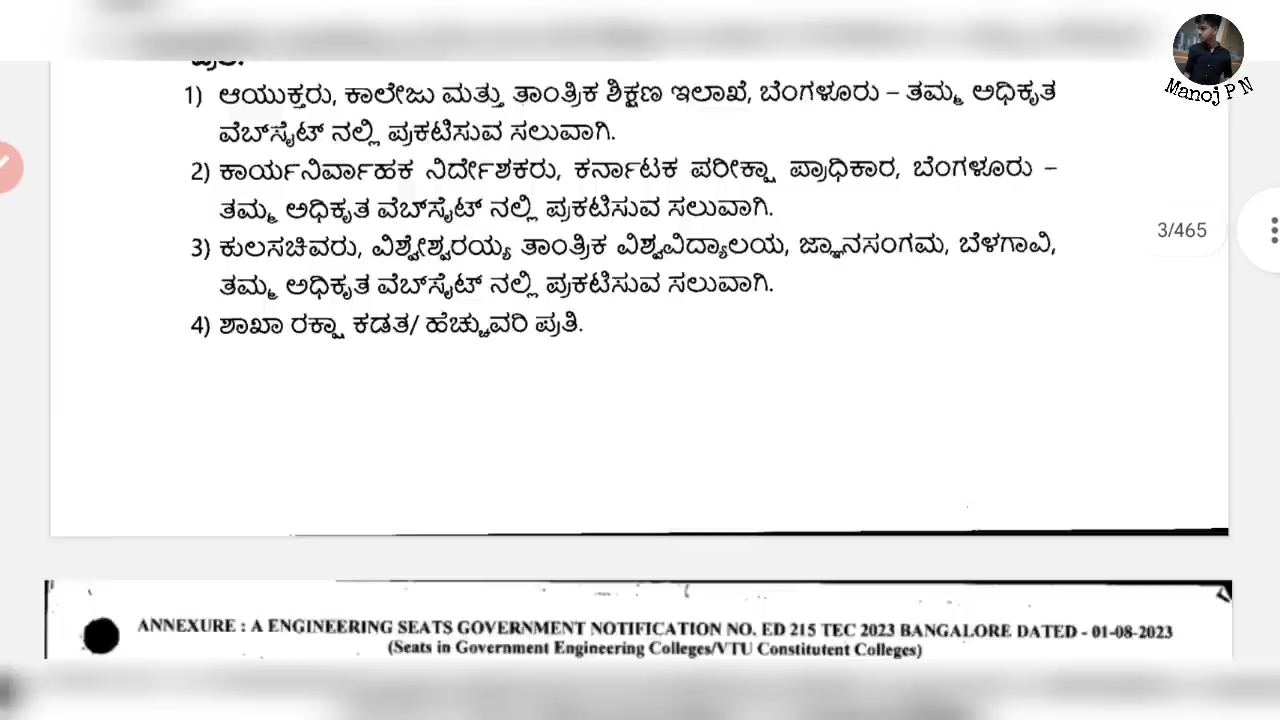 ಪ್ರತಿ:
1) ಆಯುಕ್ತರು, ಕಾಲೇಜು ಮತ್ತು ತಾಂತ್ರಿಕ ಶಿಕ್ಷಣ ಇಲಾಖೆ, ಬೆಂಗಳೂರು – ತಮ್ಮ ಅಧಿಕೃತ
ವೆಬ್‌ಸೈಟ್ ನಲ್ಲಿ ಪ್ರಕಟಿಸುವ ಸಲುವಾಗಿ.
2) ಕಾರ್ಯನಿರ್ವಾಹಕ ನಿರ್ದೇಶಕರು, ಕರ್ನಾಟಕ ಪರೀಕ್ಷಾ ಪ್ರಾಧಿಕಾರ, ಬೆಂಗಳೂರು –
ತಮ್ಮ ಅಧಿಕೃತ ವೆಬ್‌ಸೈಟ್ ನಲ್ಲಿ ಪ್ರಕಟಿಸುವ ಸಲುವಾಗಿ.
3) ಕುಲಸಚಿವರು, ವಿಶ್ವೇಶ್ವರಯ್ಯ ತಾಂತ್ರಿಕ ವಿಶ್ವವಿದ್ಯಾಲಯ, ಜ್ಞಾನಸಂಗಮ, ಬೆಳಗಾವಿ,
ತಮ್ಮ ಅಧಿಕೃತ ವೆಬ್‌ಸೈಟ್ ನಲ್ಲಿ ಪ್ರಕಟಿಸುವ ಸಲುವಾಗಿ.
4) ಶಾಖಾ ರಕ್ಷಾ ಕಡತ/ ಹೆಚ್ಚುವರಿ ಪ್ರತಿ.
3/465
Manoj P N
ANNEXURE : A ENGINEERING SEATS GOVERNMENT NOTIFICATION NO. ED 215 TEC 2023 BANGALORE DATED - 01-08-2023
(Seats in Government Engineering Colleges/VTU Constitutent Colleges)